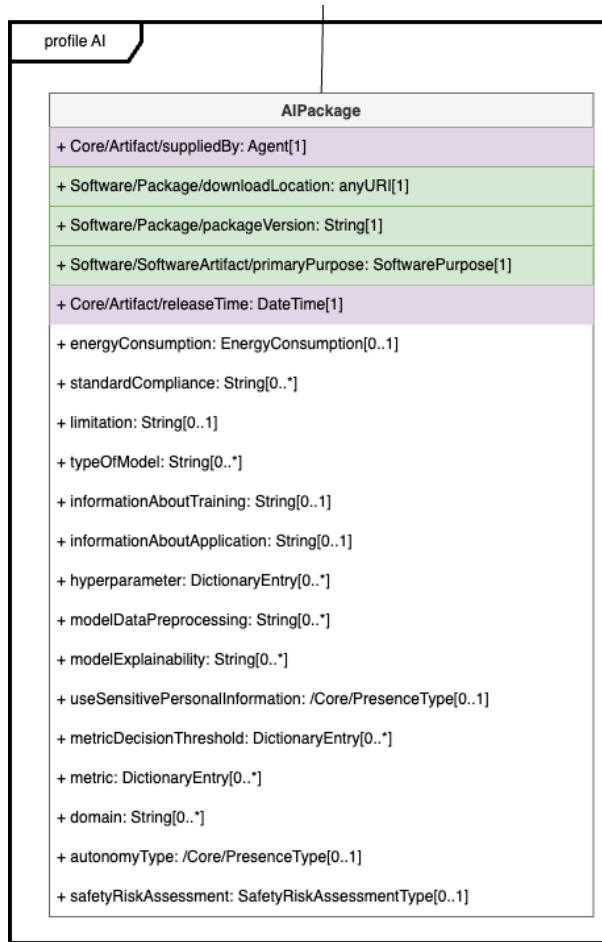 profile AI
AIPackage
+ Core/Artifact/suppliedBy: Agent[1]
+ Software/Package/downloadLocation: anyURI[1]
+ Software/Package/packageVersion: String[1]
+ Software/SoftwareArtifact/primaryPurpose: SoftwarePurpose[1]
+ Core/Artifact/releaseTime: DateTime[1]
+ energyConsumption: EnergyConsumption[0..1]
+ standardCompliance: String[0..*]
+ limitation: String[0..1]
+ typeOfModel: String[0..*]
+ informationAboutTraining: String[0..1]
+ informationAboutApplication: String[0..1]
+ hyperparameter: DictionaryEntry[0..*]
+ modelDataPreprocessing: String[0..*]
+ modelExplainability: String[0..*]
+ useSensitivePersonalInformation: /Core/PresenceType[0..1]
+ metricDecisionThreshold: DictionaryEntry[0..*]
+ metric: DictionaryEntry[0..*]
+ domain: String[0..*]
+ autonomyType: /Core/PresenceType[0..1]
+ safetyRiskAssessment: SafetyRiskAssessmentType[0..1]